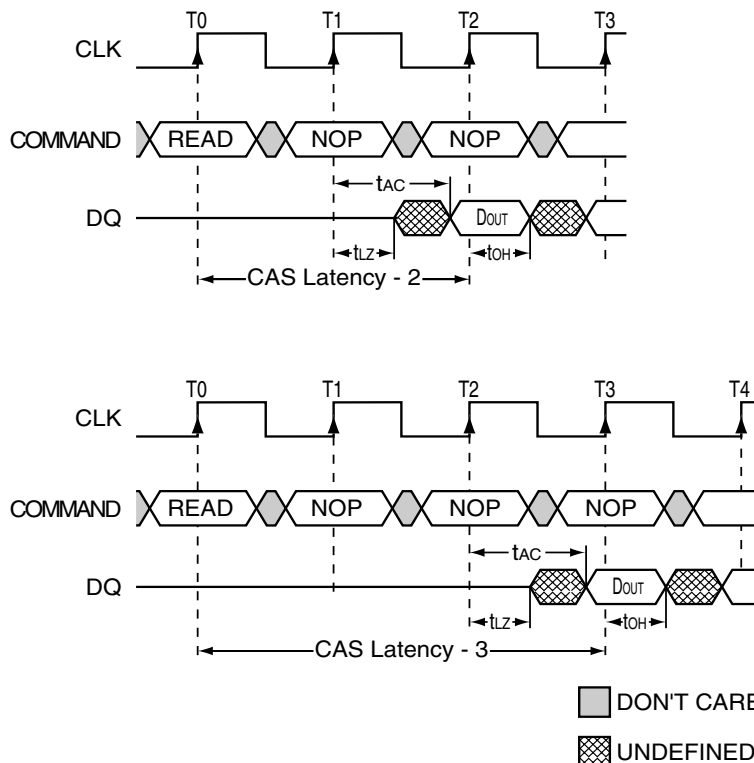 T0 T1 T2 T3
CLK
COMMAND READ NOP NOP
tAC
DQ DOUT
tLZ tOH
CAS Latency - 2
T0 T1 T2 T3 T4
CLK
COMMAND READ NOP NOP NOP
tAC
DQ DOUT
tLZ tOH
CAS Latency - 3
DON'T CARE
UNDEFINED